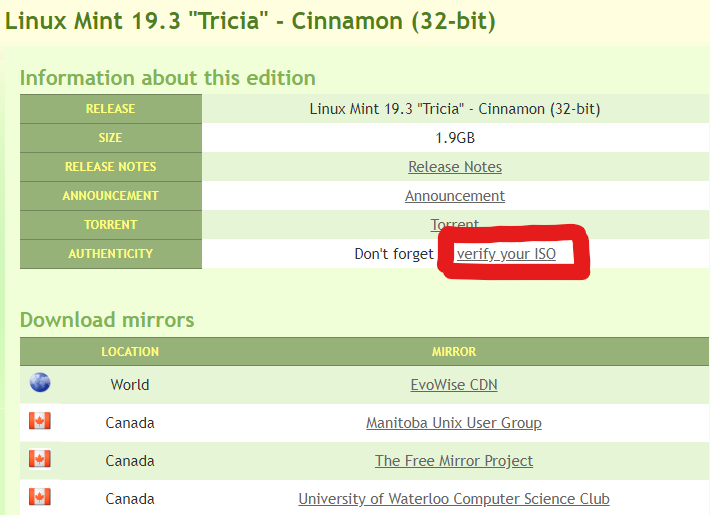 Linux Mint 19.3 "Tricia" - Cinnamon (32-bit)
Information about this edition
RELEASE Linux Mint 19.3 "Tricia" - Cinnamon (32-bit)
SIZE 1.9GB
RELEASE NOTES Release Notes
ANNOUNCEMENT Announcement
TORRENT Torrent
AUTHENTICITY Don't forget verify your ISO
Download mirrors
LOCATION MIRROR
World EvoWise CDN
Canada Manitoba Unix User Group
Canada The Free Mirror Project
Canada University of Waterloo Computer Science Club